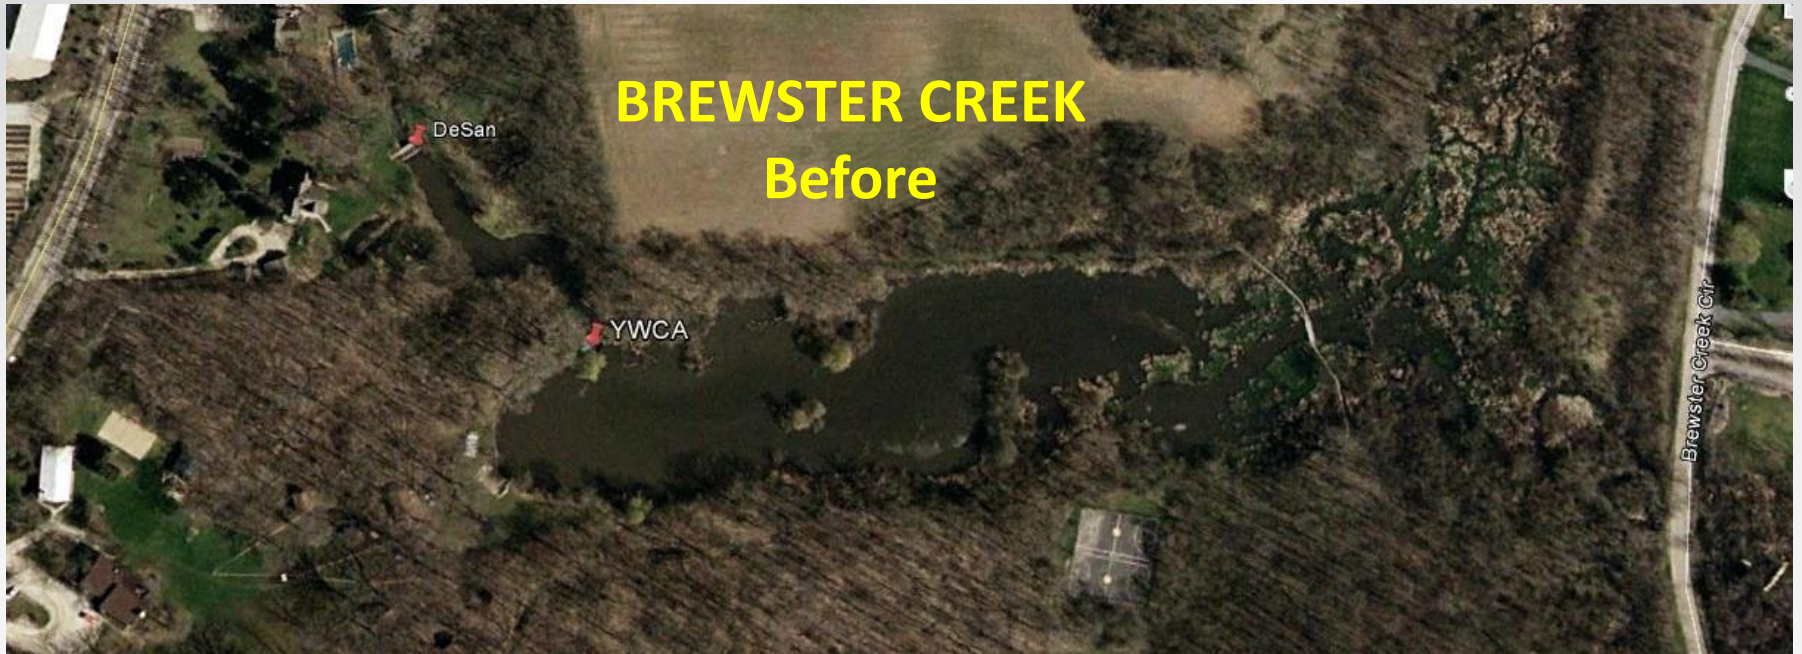 BREWSTER CREEK
Before
DeSan
YWCA
Brewster Creek Cir